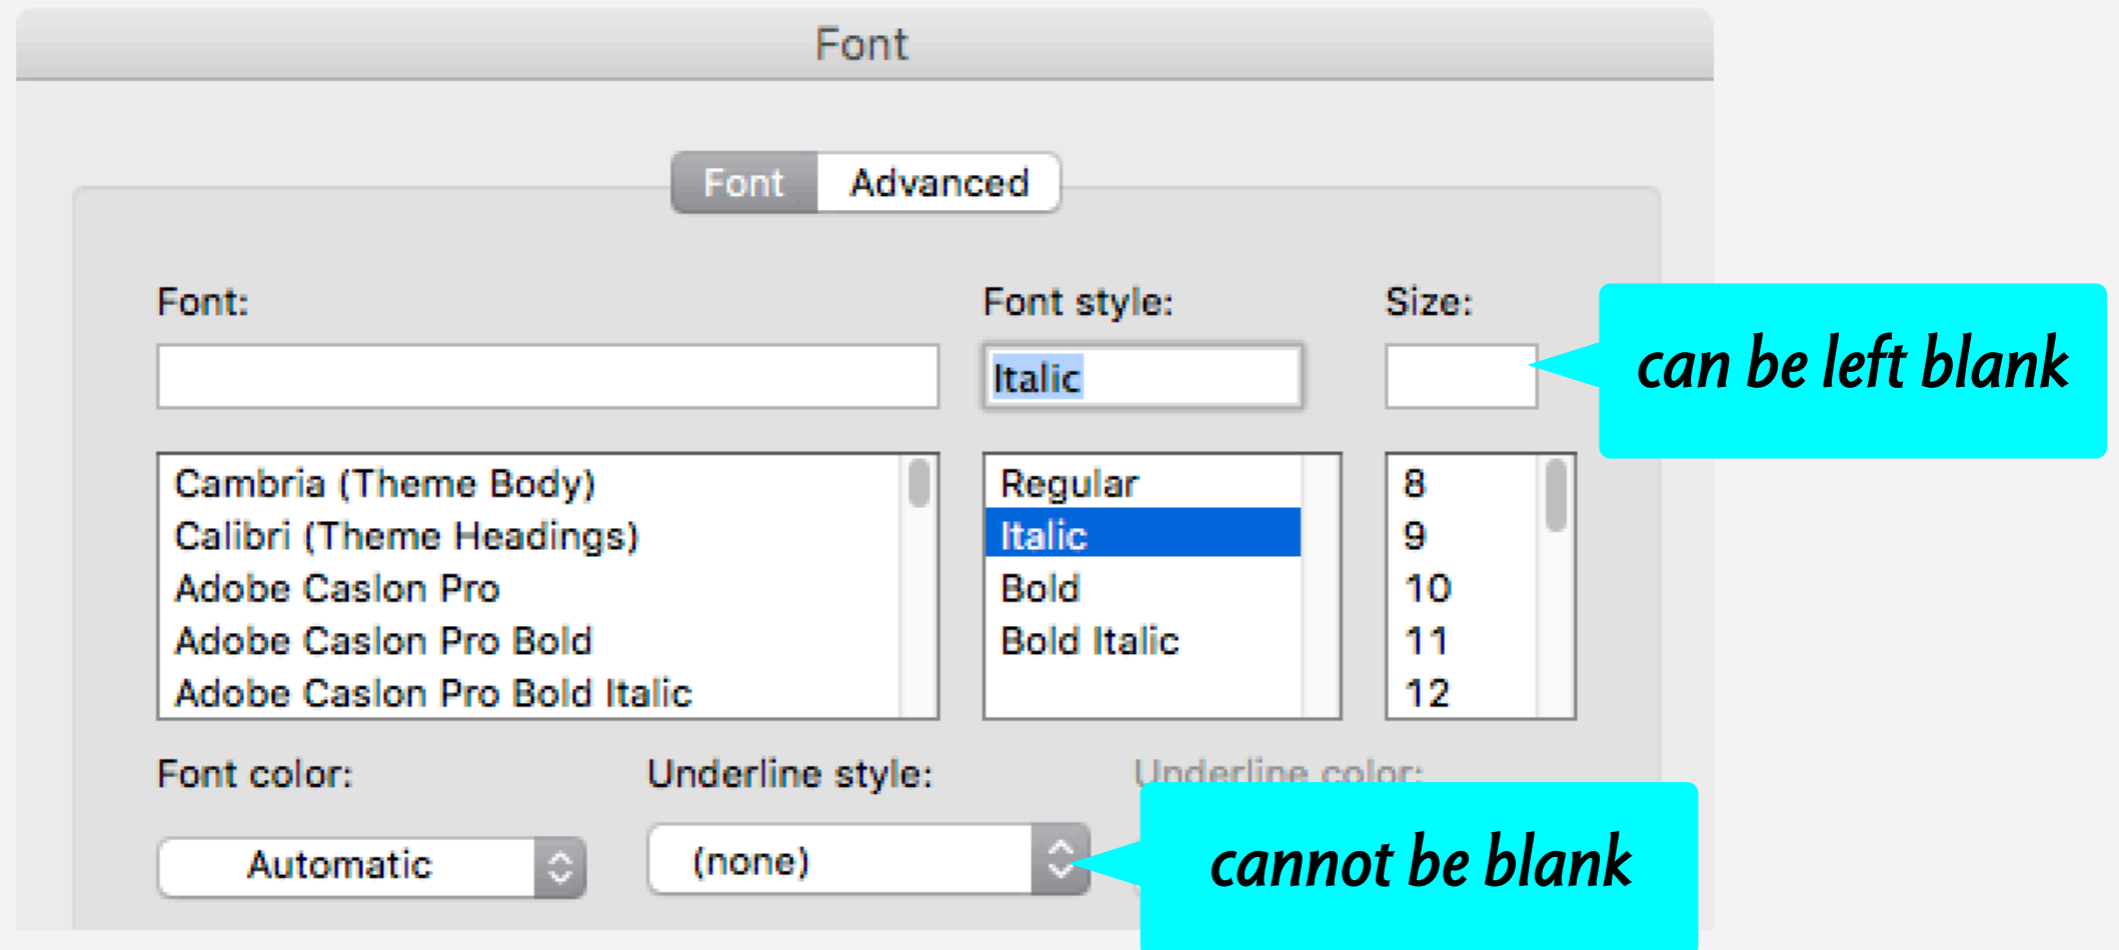 Font
Font Advanced
Font: Font style: Size:
Italic
can be left blank
Cambria (Theme Body) Regular 8
Calibri (Theme Headings) Italic 9
Adobe Caslon Pro Bold 10
Adobe Caslon Pro Bold Bold Italic 11
Adobe Caslon Pro Bold Italic 12
Font color: Underline style: Underline color:
Automatic (none)
cannot be blank